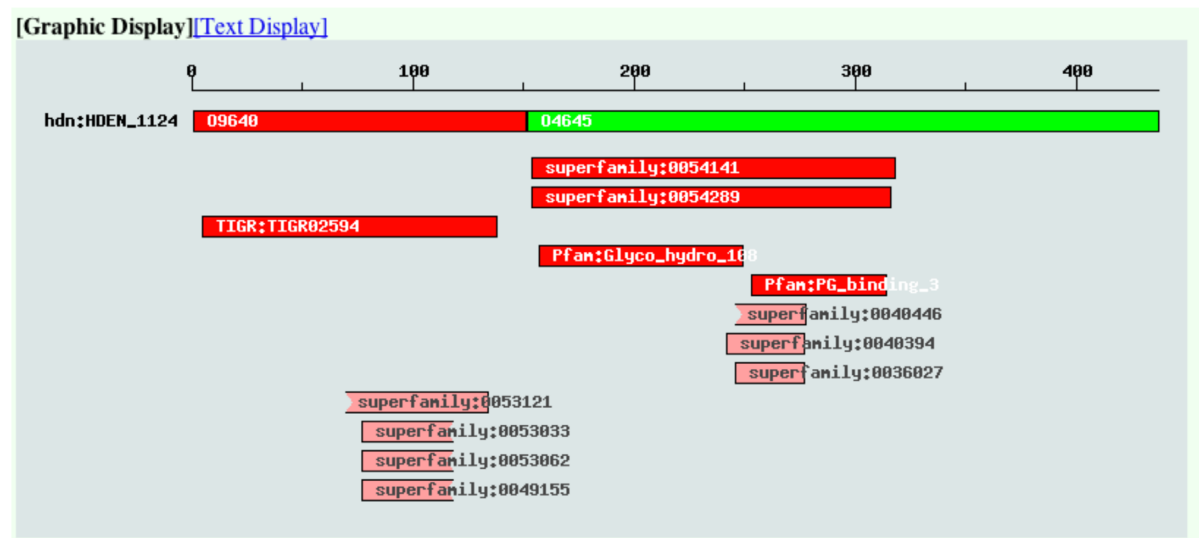 [Graphic Display][Text Display]
0 100 200 300 400
hdn:HDEN_1124 09640 04645
superfamily:0054141
superfamily:0054289
TIGR:TIGR02594
Pfam:Glyco_hydro_108
Pfam:PG_binding_3
superfamily:0040446
superfamily:0040394
superfamily:0036027
superfamily:0053121
superfamily:0053033
superfamily:0053062
superfamily:0049155